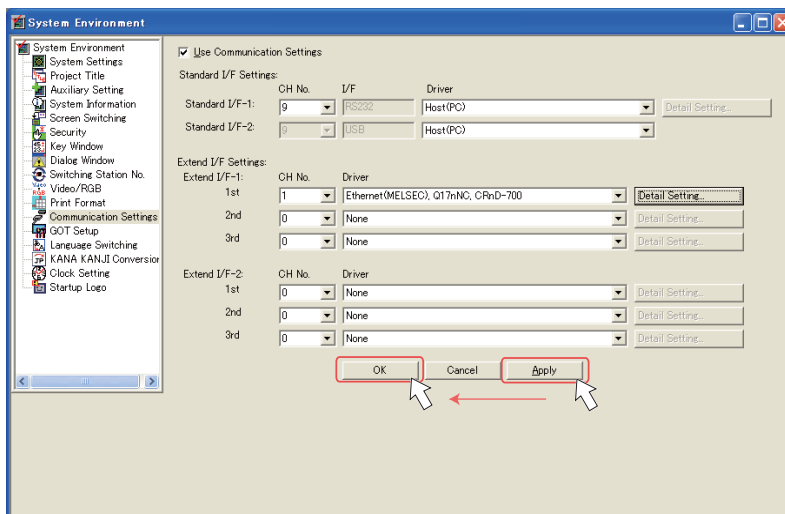 System Environment
System Environment
System Settings
Project Title
Auxiliary Setting
System Information
Screen Switching
Security
Key Window
Dialog Window
Switching Station No.
Video/RGB
Print Format
Communication Settings
GOT Setup
Language Switching
KANA KANJI Conversion
Clock Setting
Startup Logo
Use Communication Settings
Standard I/F Settings:
CH No. I/F Driver
Standard I/F-1: 9 RS232 Host(PC) Detail Setting...
Standard I/F-2: 9 USB Host(PC)
Extend I/F Settings:
Extend I/F-1: CH No. Driver
1st 1 Ethernet(MELSEC), Q17nNC, CRnD-700 Detail Setting...
2nd 0 None Detail Setting...
3rd 0 None Detail Setting...
Extend I/F-2: CH No. Driver
1st 0 None Detail Setting...
2nd 0 None Detail Setting...
3rd 0 None Detail Setting...
OK Cancel Apply